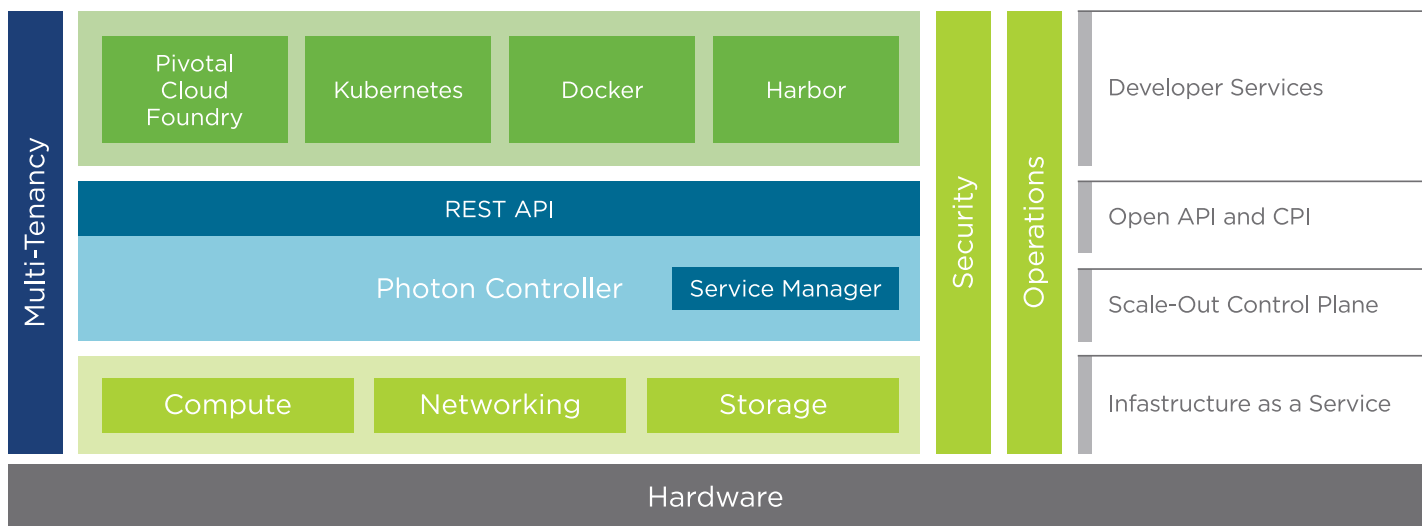 Multi-Tenancy
Pivotal
Cloud
Foundry
Kubernetes
Docker
Harbor
REST API
Photon Controller
Service Manager
Compute
Networking
Storage
Security
Operations
Developer Services
Open API and CPI
Scale-Out Control Plane
Infastructure as a Service
Hardware